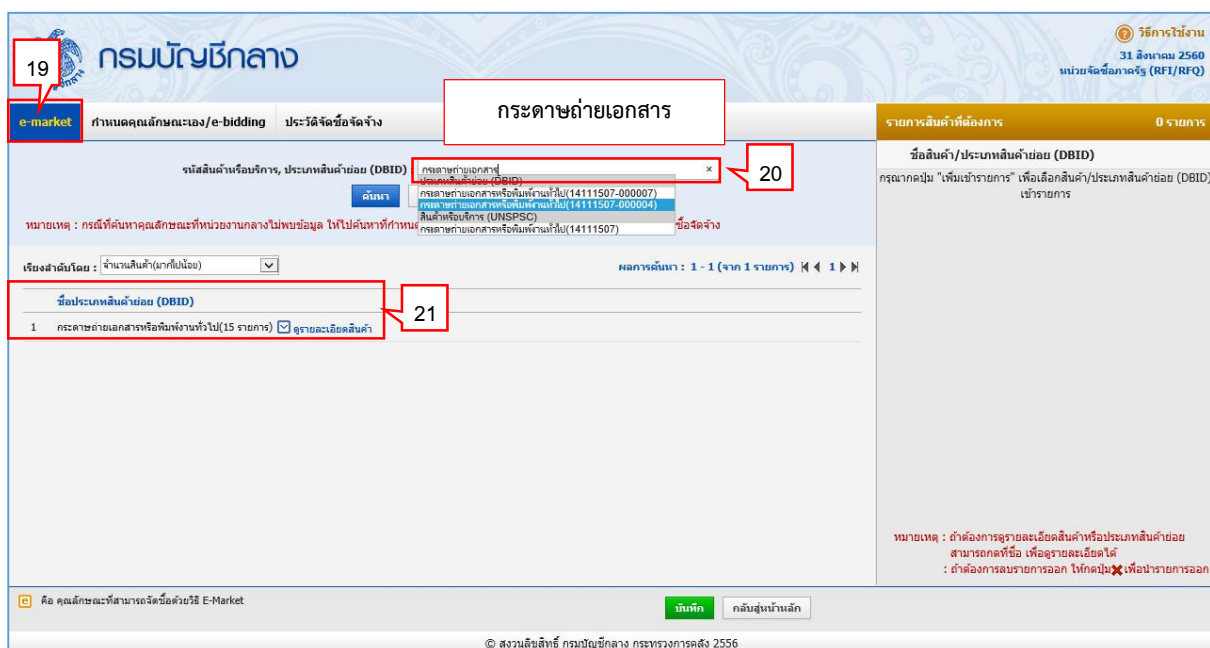 วิธีการใช้งาน
กรมบัญชีกลาง
31 สิงหาคม 2560
หน่วยจัดซื้อภาครัฐ (RFI/RFQ)
19
กระดาษถ่ายเอกสาร
e-market กำหนดคุณลักษณะเอง/e-bidding ประวัติจัดซื้อจัดจ้าง
รายการสินค้าที่ต้องการ 0 รายการ
ชื่อสินค้า/ประเภทสินค้าย่อย (DBID)
กรุณากดปุ่ม "เพิ่มเข้ารายการ" เพื่อเลือกสินค้า/ประเภทสินค้าย่อย (DBID)
เข้ารายการ
รหัสสินค้าหรือบริการ, ประเภทสินค้าย่อย (DBID) : กระดาษถ่ายเอกสาร ×
20
ประเภทสินค้าย่อย (DBID)
ค้นหา กระดาษถ่ายเอกสารหรือพิมพ์งานทั่วไป(14111507-000007)
กระดาษถ่ายเอกสารหรือพิมพ์งานทั่วไป(14111507-000004)
สินค้าหรือบริการ (UNSPSC)
กระดาษถ่ายเอกสารหรือพิมพ์งานทั่วไป(14111507)
หมายเหตุ : กรณีที่ค้นหาคุณลักษณะที่หน่วยงานกลางไม่พบข้อมูล ให้ไปค้นหาที่กำหนด ซื้อจัดจ้าง
เรียงลำดับโดย : จำนวนสินค้า(มากไปน้อย) ผลการค้นหา : 1 - 1 (จาก 1 รายการ) 1
ชื่อประเภทสินค้าย่อย (DBID)
21
1 กระดาษถ่ายเอกสารหรือพิมพ์งานทั่วไป(15 รายการ) ดูรายละเอียดสินค้า
หมายเหตุ : ถ้าต้องการดูรายละเอียดสินค้าหรือประเภทสินค้าย่อย
สามารถกดที่ชื่อ เพื่อดูรายละเอียดได้
: ถ้าต้องการลบรายการออก ให้กดปุ่ม เพื่อนำรายการออก
e คือ คุณลักษณะที่สามารถจัดซื้อด้วยวิธี E-Market
บันทึก กลับสู่หน้าหลัก
© สงวนลิขสิทธิ์ กรมบัญชีกลาง กระทรวงการคลัง 2556